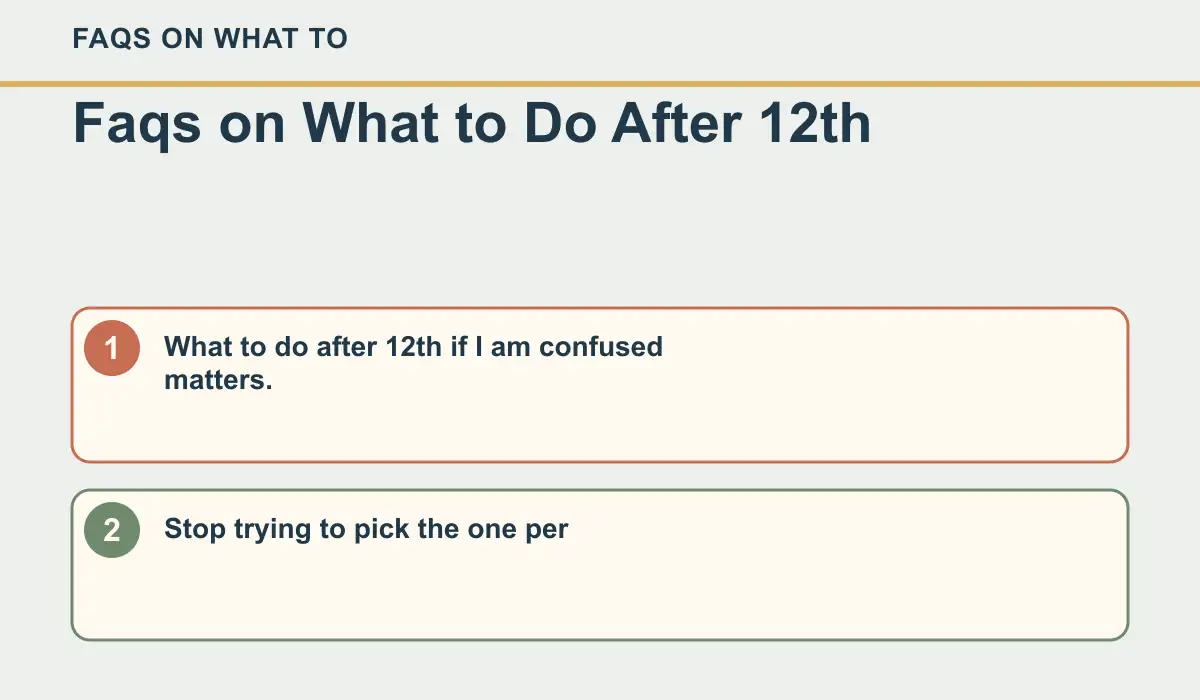 FAQS ON WHAT TO
Faqs on What to Do After 12th
1
What to do after 12th if I am confused
matters.
2
Stop trying to pick the one per